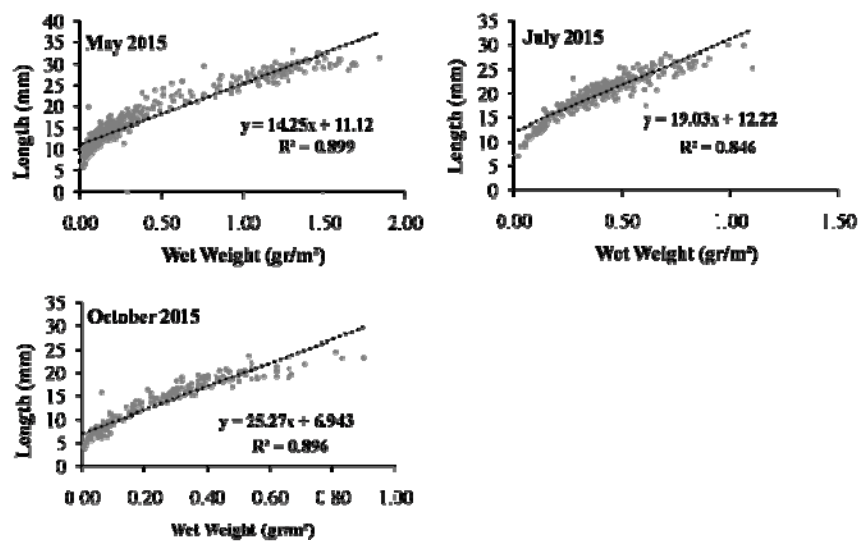 May 2015
40
35
30
25
20
15
10
5
0
Length (mm)
y = 14.25x + 11.12
R² = 0.899
0.00 0.50 1.00 1.50 2.00
Wet Weight (gr/m²)
July 2015
35
30
25
20
15
10
5
0
Length (mm)
y = 19.03x + 12.22
R² = 0.846
0.00 0.50 1.00 1.50
Wet Weight (gr/m²)
October 2015
35
30
25
20
15
10
5
0
Length (mm)
y = 25.27x + 6.943
R² = 0.896
0.00 0.20 0.40 0.60 0.80 1.00
Wet Weight (gr/m²)